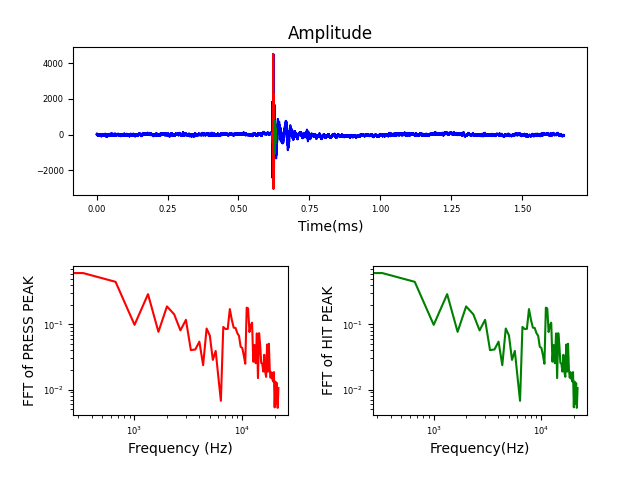 Amplitude
4000
2000
0
−2000
0.00 0.25 0.50 0.75 1.00 1.25 1.50
Time(ms)
FFT of PRESS PEAK
10⁻¹
10⁻²
10³ 10⁴
Frequency (Hz)
FFT of HIT PEAK
10⁻¹
10⁻²
10³ 10⁴
Frequency(Hz)